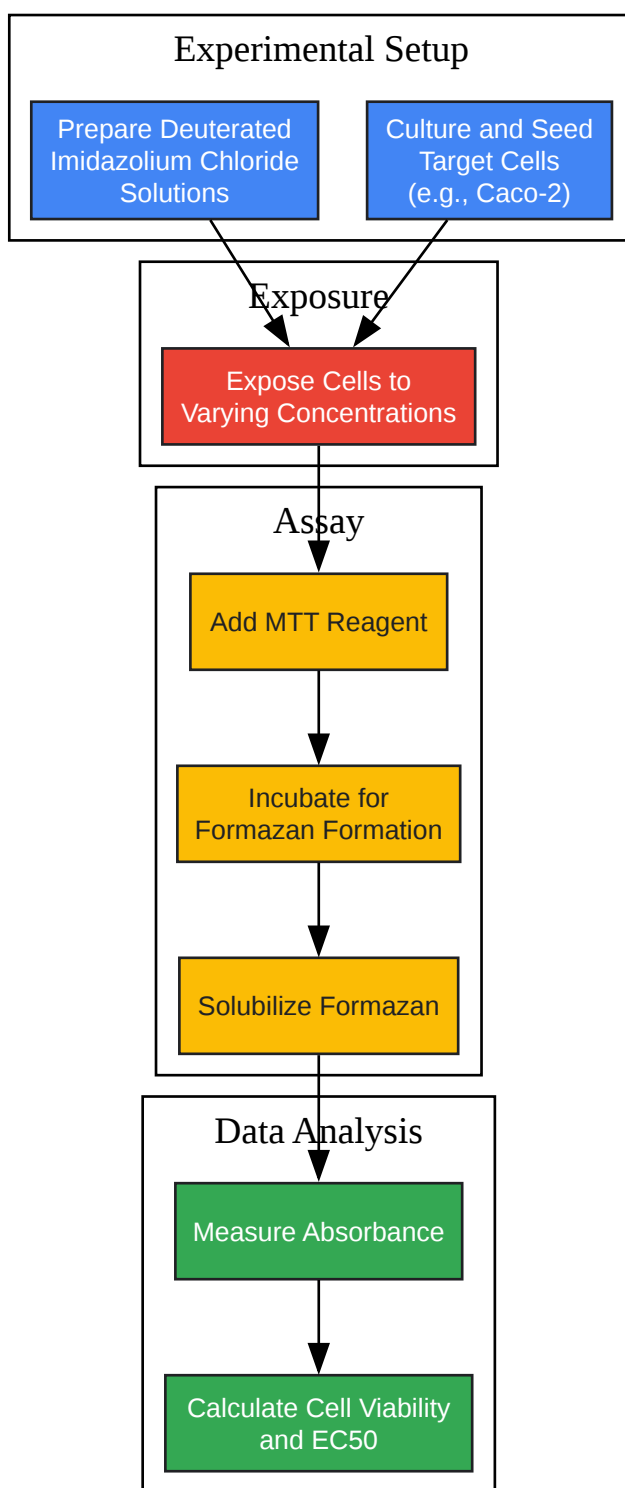 Experimental Setup
Prepare Deuterated
Imidazolium Chloride
Solutions
Culture and Seed
Target Cells
(e.g., Caco-2)
Exposure
Expose Cells to
Varying Concentrations
Assay
Add MTT Reagent
Incubate for
Formazan Formation
Solubilize Formazan
Data Analysis
Measure Absorbance
Calculate Cell Viability
and EC50